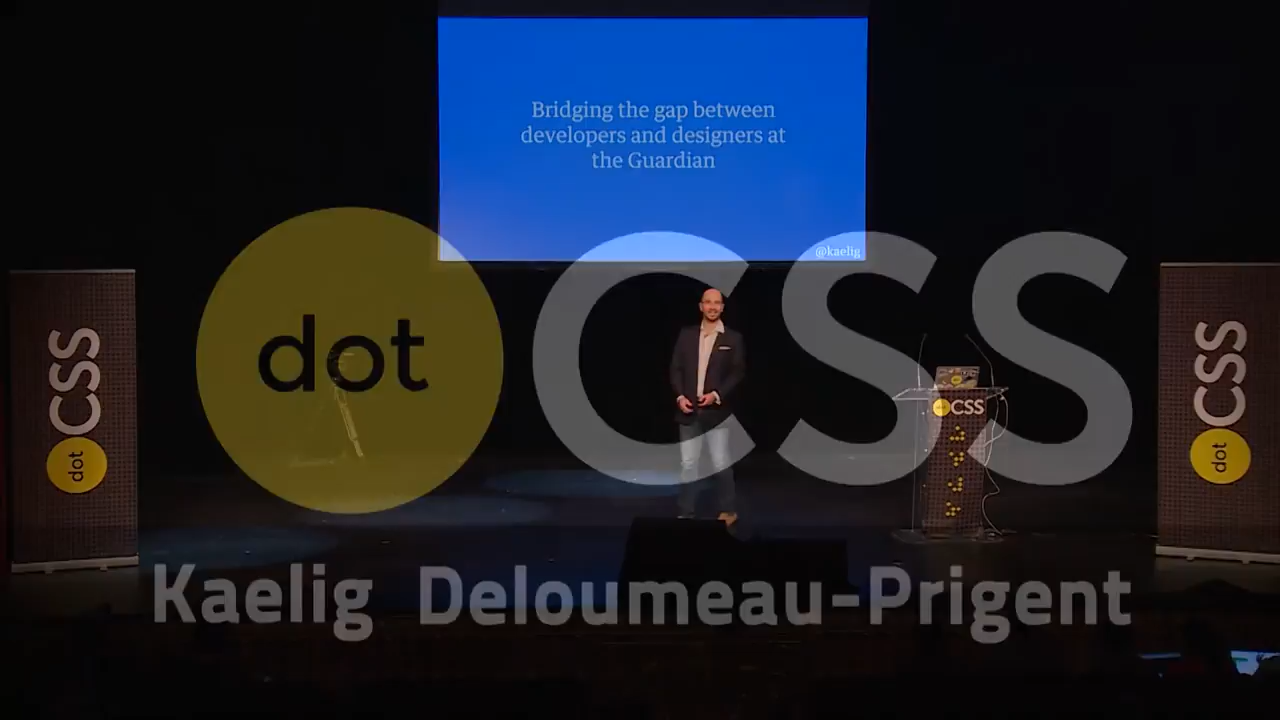 Bridging the gap between
developers and designers at
the Guardian
@kaelig
dot CSS
dot CSS
dot CSS
dot CSS
Kaelig Deloumeau-Prigent